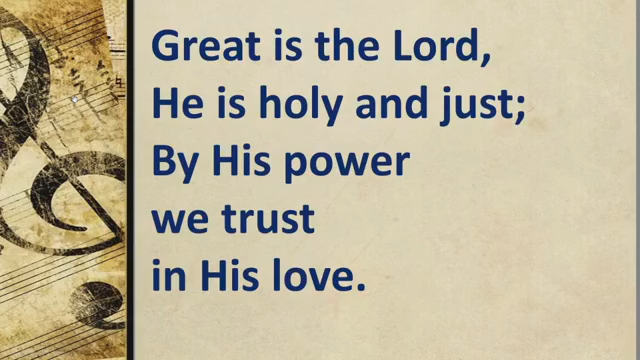 Great is the Lord,
He is holy and just;
By His power
we trust
in His love.